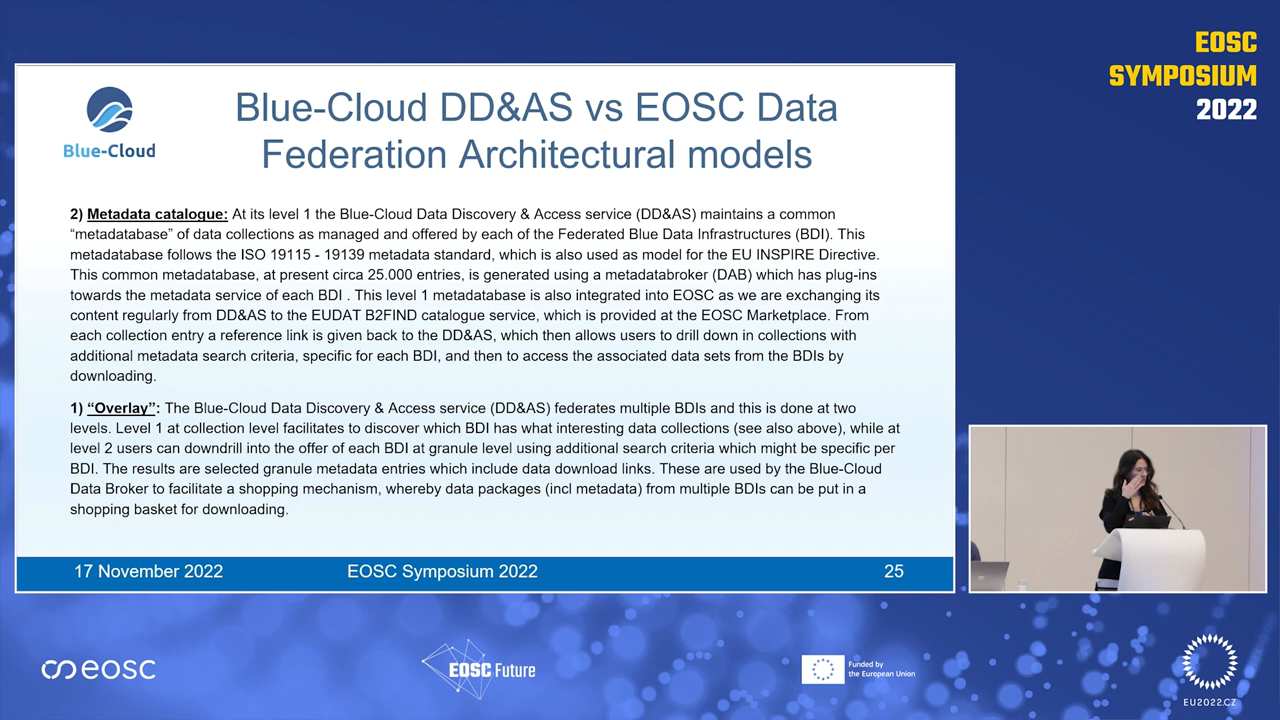 EOSC
SYMPOSIUM
2022
Blue-Cloud
Blue-Cloud DD&AS vs EOSC Data
Federation Architectural models
2) Metadata catalogue: At its level 1 the Blue-Cloud Data Discovery & Access service (DD&AS) maintains a common
“metadatabase” of data collections as managed and offered by each of the Federated Blue Data Infrastructures (BDI). This
metadatabase follows the ISO 19115 - 19139 metadata standard, which is also used as model for the EU INSPIRE Directive.
This common metadatabase, at present circa 25.000 entries, is generated using a metadatabroker (DAB) which has plug-ins
towards the metadata service of each BDI . This level 1 metadatabase is also integrated into EOSC as we are exchanging its
content regularly from DD&AS to the EUDAT B2FIND catalogue service, which is provided at the EOSC Marketplace. From
each collection entry a reference link is given back to the DD&AS, which then allows users to drill down in collections with
additional metadata search criteria, specific for each BDI, and then to access the associated data sets from the BDIs by
downloading.
1) “Overlay”: The Blue-Cloud Data Discovery & Access service (DD&AS) federates multiple BDIs and this is done at two
levels. Level 1 at collection level facilitates to discover which BDI has what interesting data collections (see also above), while at
level 2 users can downdrill into the offer of each BDI at granule level using additional search criteria which might be specific per
BDI. The results are selected granule metadata entries which include data download links. These are used by the Blue-Cloud
Data Broker to facilitate a shopping mechanism, whereby data packages (incl metadata) from multiple BDIs can be put in a
shopping basket for downloading.
17 November 2022
EOSC Symposium 2022
25
eosc
EOSC Future
Funded by
the European Union
EU2022.CZ